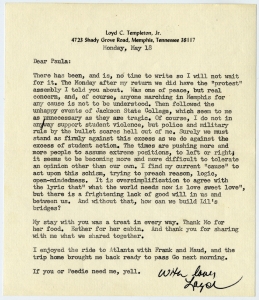 Loyd C. Templeton, Jr.
4725 Shady Grove Road, Memphis, Tennessee 38117
Monday, May 18
Dear Paula:
There has been, and is, no time to write so I will not wait
for it. The Monday after my return we did have the "protest"
assembly I told you about. Was one of peace, but real
concern, and, of course, anyone marching in Memphis for
any cause is not to be understood. Then followed the
unhappy events of Jackson State College, which seem to me
as unnecessary as they are tragic. Of course, I do not in
anyway support student violence, but police and military
rule by the bullet scares hell out of me. Surely we must
stand as firmly against this excess as we do against the
excess of student action. The times are pushing more and
more people to assume extreme positions, to left or right;
it seems to be becoming more and more difficult to tolerate
an opinion other than our own. I find my current "cause" to
act upon this schism, trying to preach reason, logic,
open-mindedness. It is oversimplification to agree with
the lyric that" what the world needs now is love sweet love",
but there is a frightening lack of good will in us and
between us. And without that, how can we build Lil's
bridges?
My stay with you was a treat in every way. Thank Mo for
her food. Esther for her cabin. And thank you for sharing
with me what we shared together.
I enjoyed the ride to Atlanta with Frank and Maud, and the
trip home brought me back ready to pass Go next morning.
If you or Feedie need me, yell.
With love,
Loyd